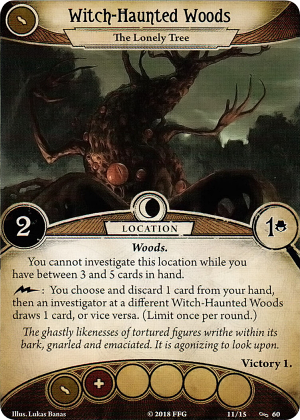 Witch-Haunted Woods
The Lonely Tree
2
LOCATION
1
Woods.
You cannot investigate this location while you
have between 3 and 5 cards in hand.
: You choose and discard 1 card from your hand,
then an investigator at a different Witch-Haunted Woods
draws 1 card, or vice versa. (Limit once per round.)
The ghastly likenesses of tortured figures writhe within its
bark, gnarled and emaciated. It is agonizing to look upon.
Victory 1.
Illus. Lukas Banas
© 2018 FFG
11/15
60